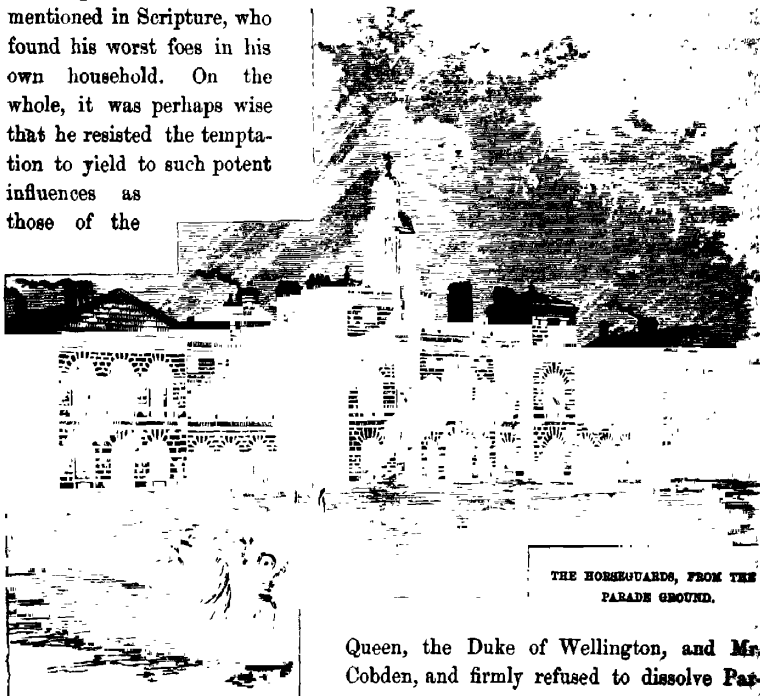 mentioned in Scripture, who
found his worst foes in his
own household. On the
whole, it was perhaps wise
that he resisted the tempta-
tion to yield to such potent
influences as
those of the
THE HORSEGUARDS, FROM THE
PARADE GROUND.
Queen, the Duke of Wellington, and Mr.
Cobden, and firmly refused to dissolve Par-